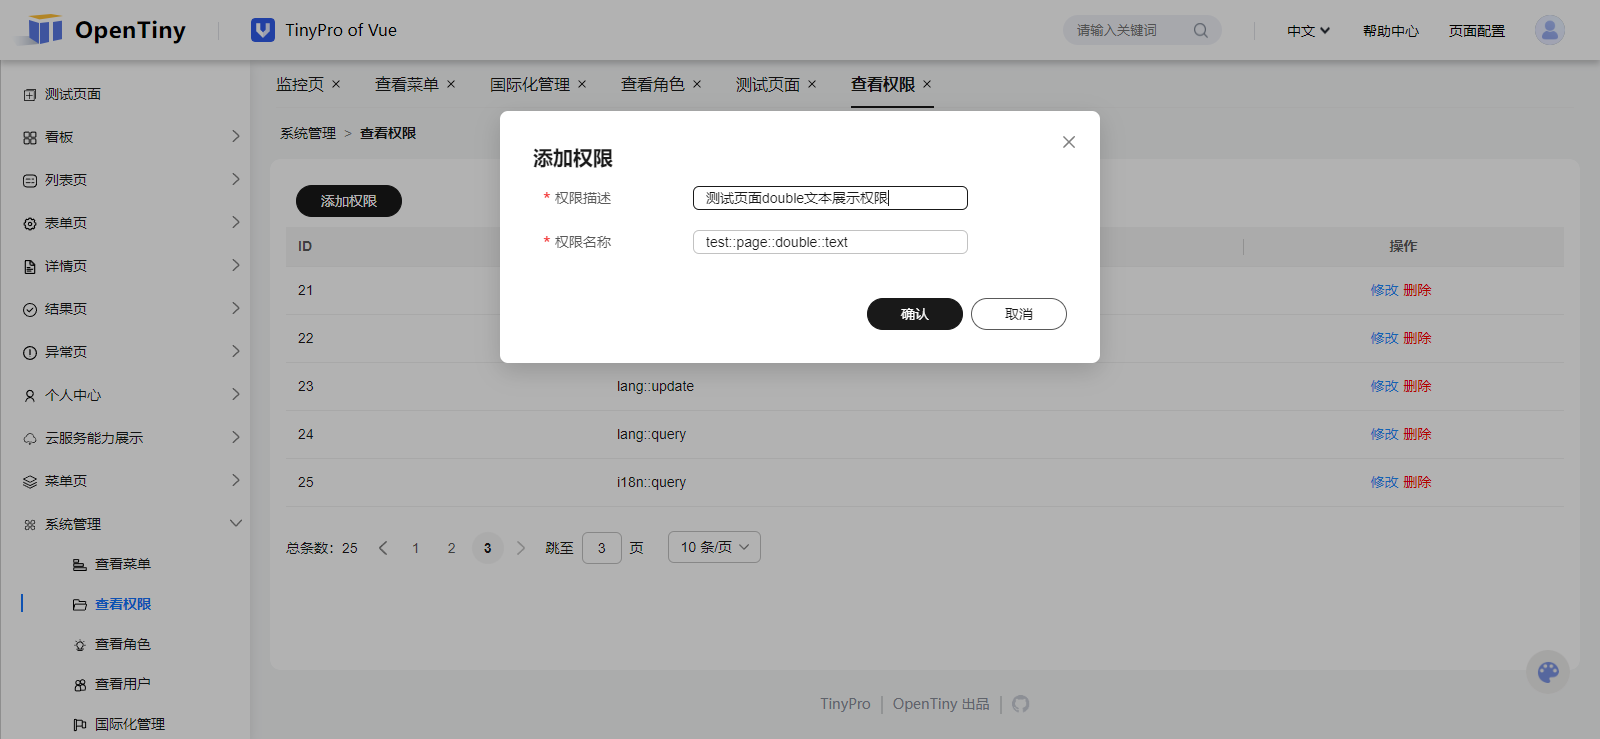 OpenTiny
TinyPro of Vue
请输入关键词
中文
帮助中心
页面配置
测试页面
看板
列表页
表单页
详情页
结果页
异常页
个人中心
云服务能力展示
菜单页
系统管理
查看菜单
查看权限
查看角色
查看用户
国际化管理
监控页 × 查看菜单 × 国际化管理 × 查看角色 × 测试页面 × 查看权限 ×
系统管理 > 查看权限
添加权限
* 权限描述 测试页面double文本展示权限
* 权限名称 test::page::double::text
确认 取消
添加权限
ID 操作
21 修改 删除
22 修改 删除
23 lang::update 修改 删除
24 lang::query 修改 删除
25 i18n::query 修改 删除
总条数：25 1 2 3 跳至 3 页 10 条/页
TinyPro | OpenTiny 出品 |